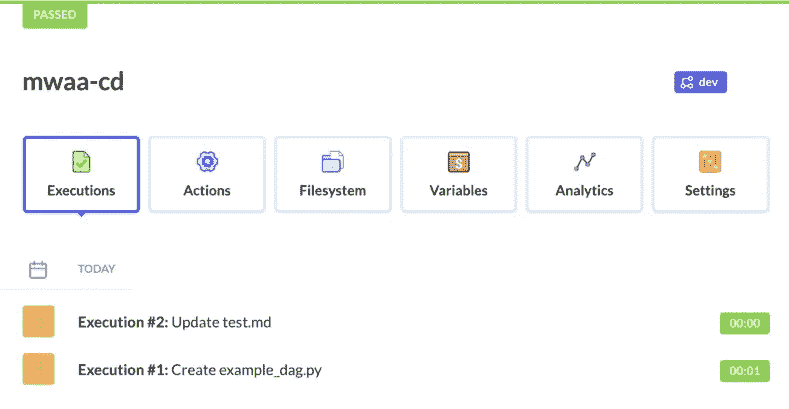 PASSED
mwaa-cd
dev
Executions
Actions
Filesystem
Variables
Analytics
Settings
TODAY
Execution #2: Update test.md
00:00
Execution #1: Create example_dag.py
00:01